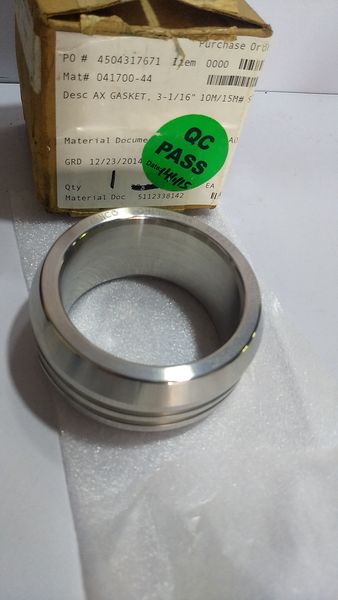 Purchase Ord
PO # 4504317671 Item 0000
Mat# 041700-44
Desc AX GASKET, 3-1/16" 10M/15M#
Material Docume
GRD 12/23/2014
QC
PASS
Date:
Qty 1 EA
Material Doc 5112338142